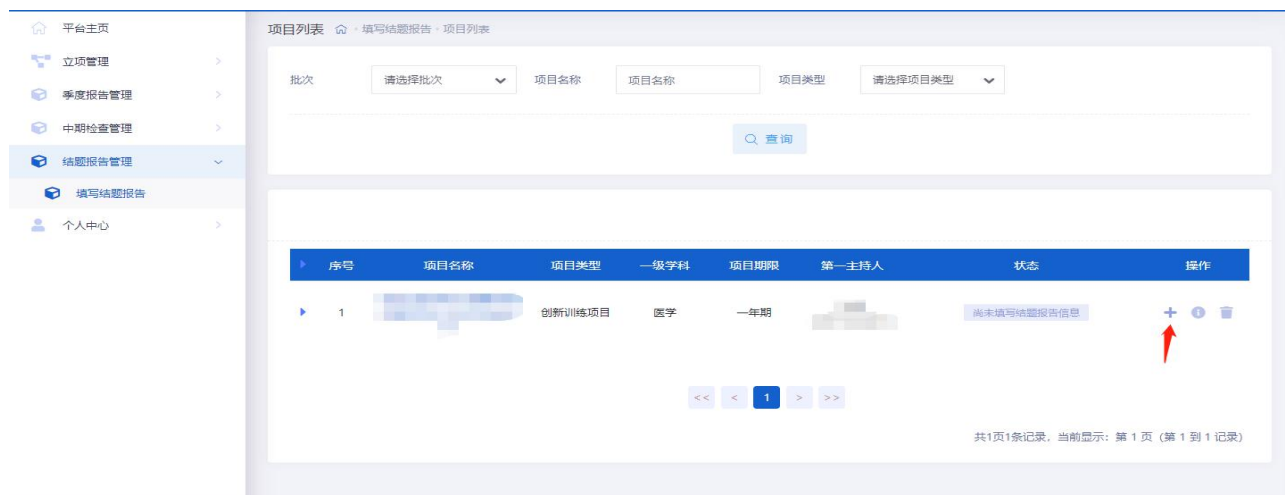 平台主页
立项管理
季度报告管理
中期检查管理
结题报告管理
填写结题报告
个人中心
项目列表 · 填写结题报告 · 项目列表
批次 请选择批次 项目名称 项目名称 项目类型 请选择项目类型
查询
序号 项目名称 项目类型 一级学科 项目期限 第一主持人 状态 操作
1 创新训练项目 医学 一年期 尚未填写结题报告信息
<< < 1 > >>
共1页1条记录，当前显示：第 1 页 (第 1 到 1 记录)